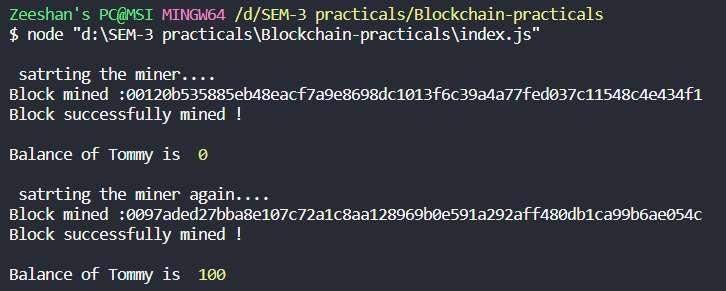 Zeeshan's PC@MSI MINGW64 /d/SEM-3 practicals/Blockchain-practicals
$ node "d:\SEM-3 practicals\Blockchain-practicals\index.js"
satrting the miner....
Block mined :00120b535885eb48eacf7a9e8698dc1013f6c39a4a77fed037c11548c4e434f1
Block successfully mined !
Balance of Tommy is  0
satrting the miner again....
Block mined :0097aded27bba8e107c72a1c8aa128969b0e591a292aff480db1ca99b6ae054c
Block successfully mined !
Balance of Tommy is  100